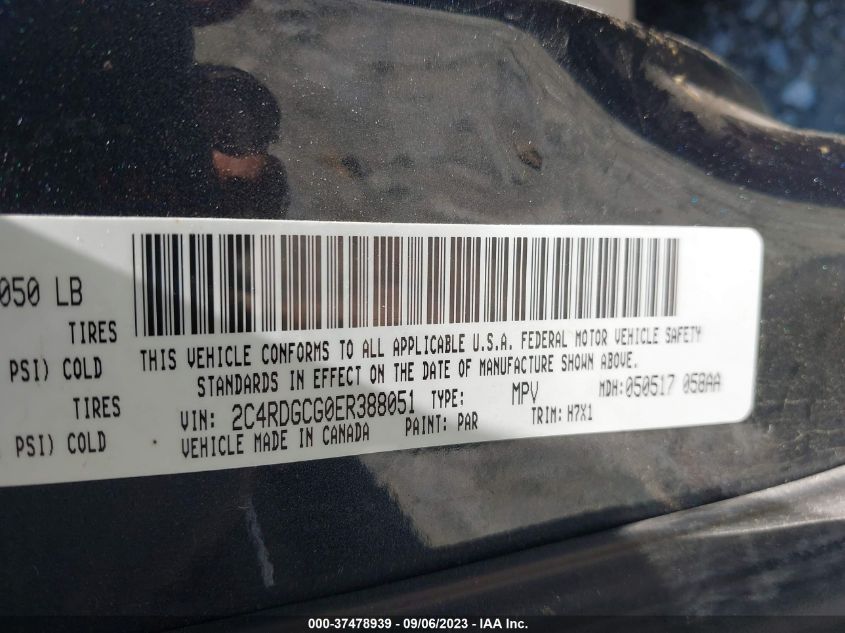 050 LB
TIRES
PSI) COLD
TIRES
PSI) COLD
THIS VEHICLE CONFORMS TO ALL APPLICABLE U.S.A. FEDERAL MOTOR VEHICLE SAFETY
STANDARDS IN EFFECT ON THE DATE OF MANUFACTURE SHOWN ABOVE.
VIN: 2C4RDGCG0ER388051 TYPE: MPV MDH: 050517 058AA
VEHICLE MADE IN CANADA PAINT: PAR TRIM: H7X1
000-37478939 - 09/06/2023 - IAA Inc.